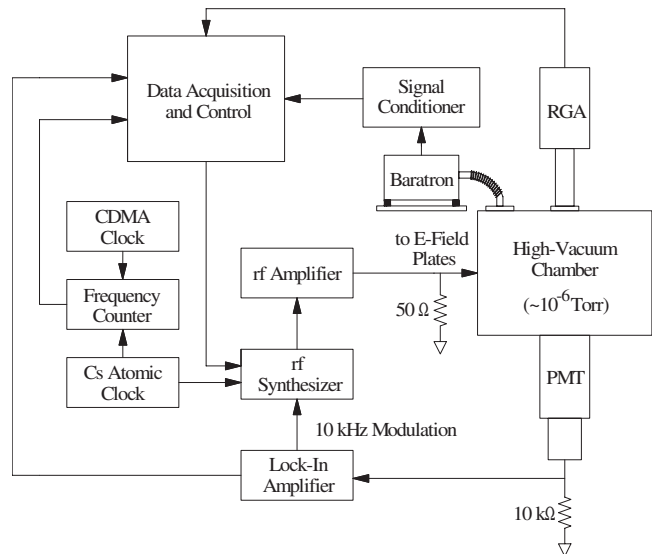 Data Acquisition
and Control
Signal
Conditioner
RGA
Baratron
CDMA
Clock
to E-Field
Plates
High-Vacuum
Chamber
(~10⁻⁶Torr)
rf Amplifier
Frequency
Counter
50 Ω
Cs Atomic
Clock
rf
Synthesizer
PMT
10 kHz Modulation
Lock-In
Amplifier
10 kΩ